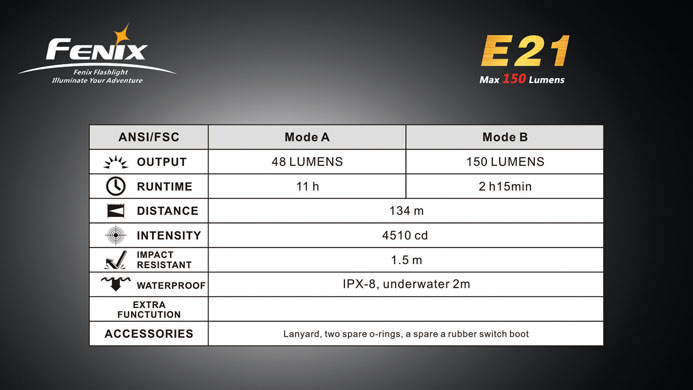 FENIX
Fenix Flashlight
Illuminate Your Adventure
E21
Max 150 Lumens
ANSI/FSC Mode A Mode B
OUTPUT 48 LUMENS 150 LUMENS
RUNTIME 11 h 2 h15min
DISTANCE 134 m
INTENSITY 4510 cd
IMPACT
RESISTANT 1.5 m
WATERPROOF IPX-8, underwater 2m
EXTRA
FUNCTUTION
ACCESSORIES Lanyard, two spare o-rings, a spare a rubber switch boot